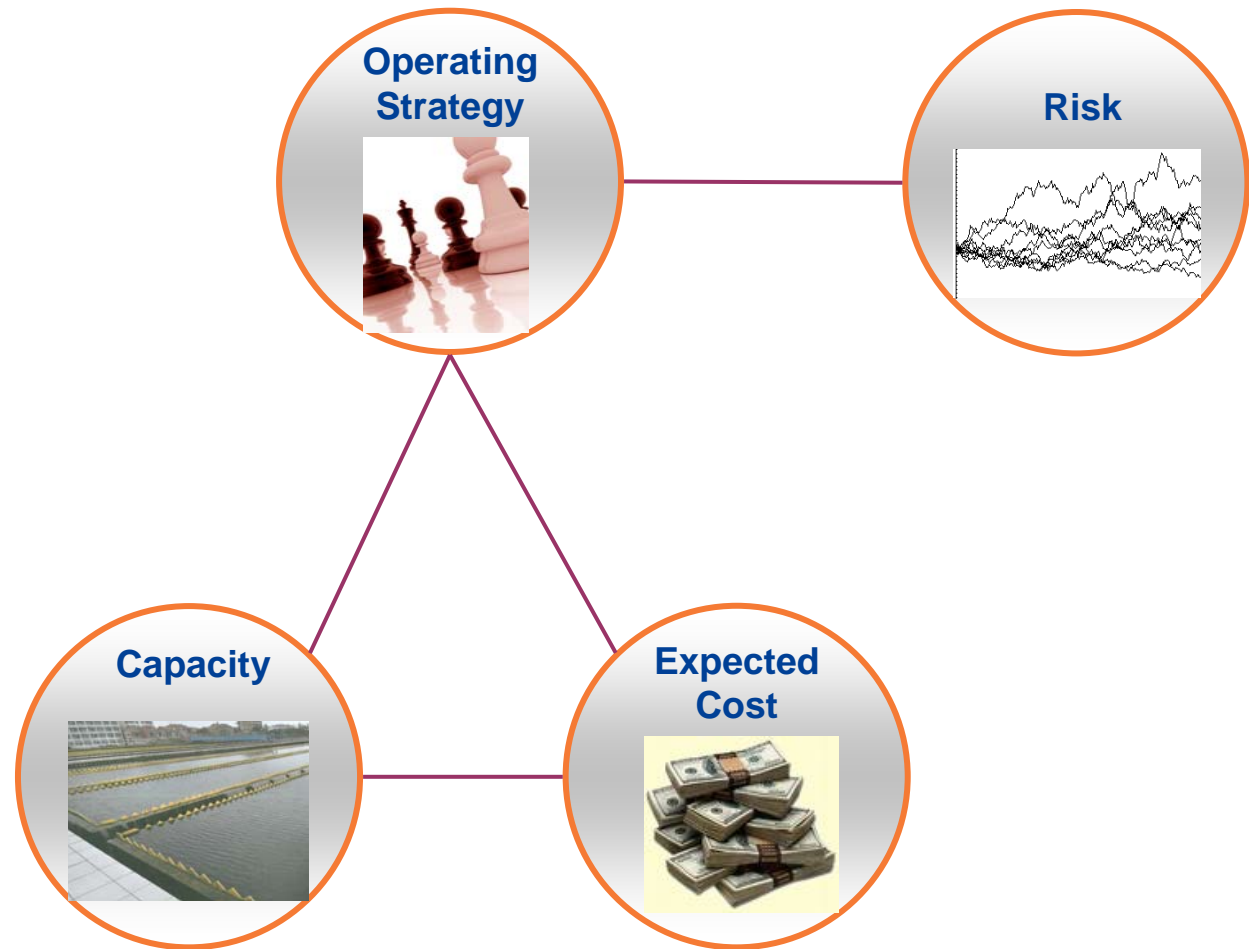 Operating
Strategy
Risk
Capacity
Expected
Cost